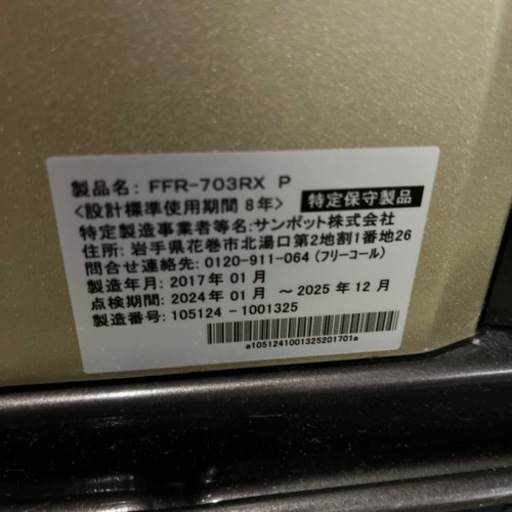 製品名: FFR-703RX P
<設計標準使用期間 8年> 特定保守製品
特定製造事業者等名:サンポット株式会社
住所: 岩手県花巻市北湯口第2地割1番地26
問合せ連絡先: 0120-911-064 (フリーコール)
製造年月: 2017年 01月
点検期間: 2024年 01月 ~ 2025年 12月
製造番号: 105124-1001325
a1051241001325201701a